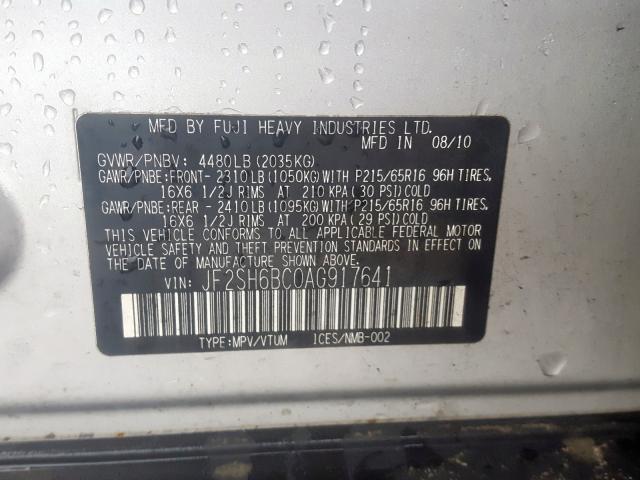 MFD BY FUJI HEAVY INDUSTRIES LTD.
MFD IN 08/10
GVWR/PNBV: 4480LB(2035KG)
GAWR/PNBE:FRONT- 2310LB(1050KG)WITH P215/65R16 96H TIRES,
16X6 1/2J RIMS AT 210 KPA(30 PSI)COLD
GAWR/PNBE:REAR - 2410LB(1095KG)WITH P215/65R16 96H TIRES,
16X6 1/2J RIMS AT 200 KPA(29 PSI)COLD
THIS VEHICLE CONFORMS TO ALL APPLICABLE FEDERAL MOTOR
VEHICLE SAFETY AND THEFT PREVENTION STANDARDS IN EFFECT ON
THE DATE OF MANUFACTURE SHOWN ABOVE.
VIN: JF2SH6BC0AG917641
TYPE:MPV/VTUM 1CES/NMB-002